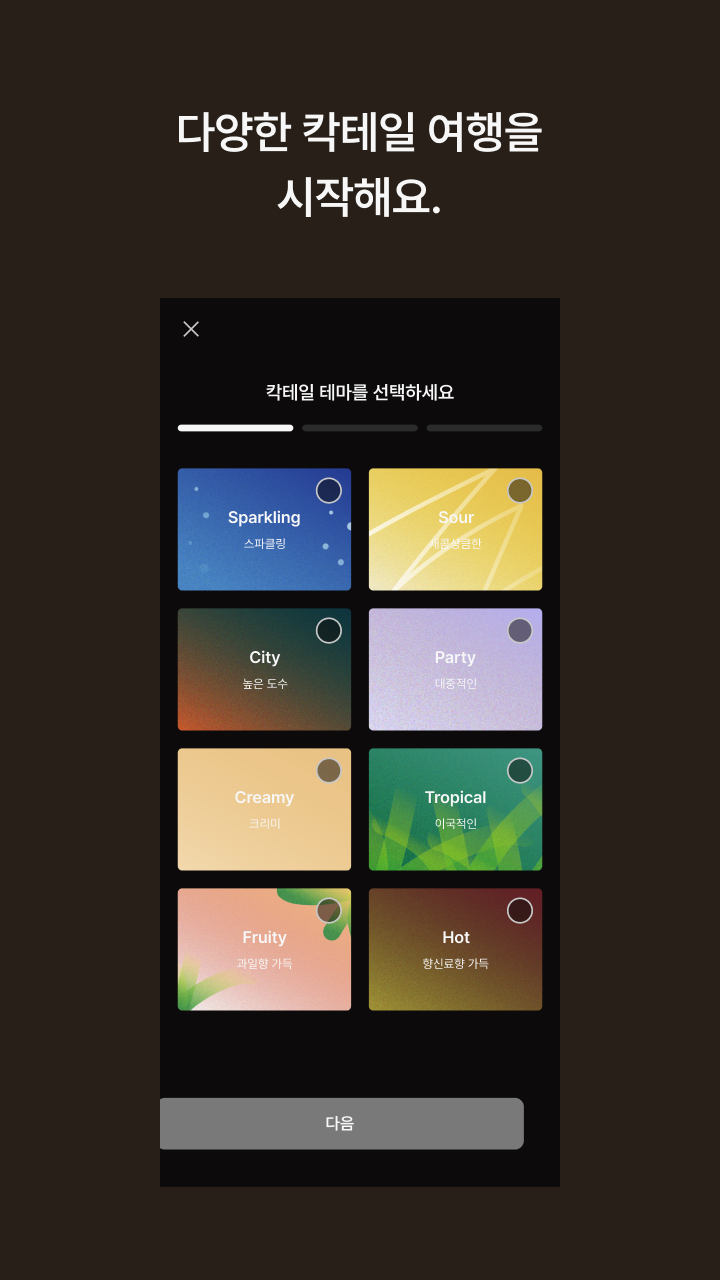 다양한 칵테일 여행을
시작해요.
칵테일 테마를 선택하세요
Sparkling
스파클링
Sour
새콤상큼한
City
높은 도수
Party
대중적인
Creamy
크리미
Tropical
이국적인
Fruity
과일향 가득
Hot
향신료향 가득
다음